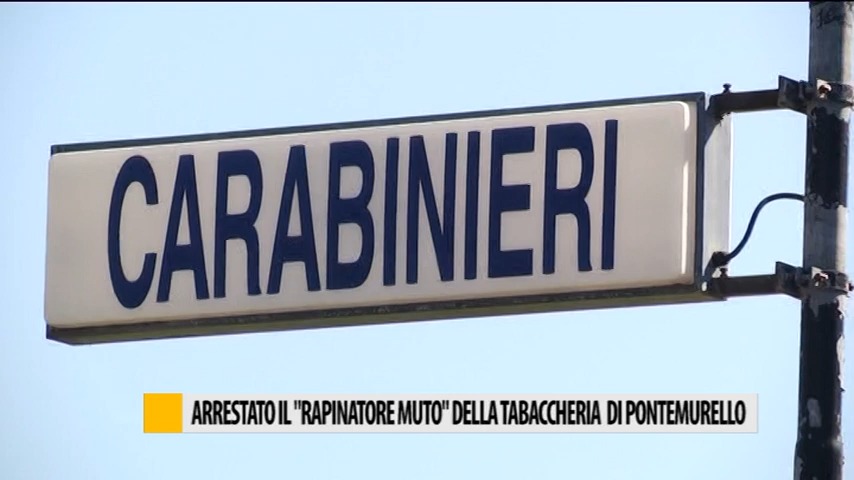 CARABINIERI
ARRESTATO IL "RAPINATORE MUTO" DELLA TABACCHERIA DI PONTEMURELLO